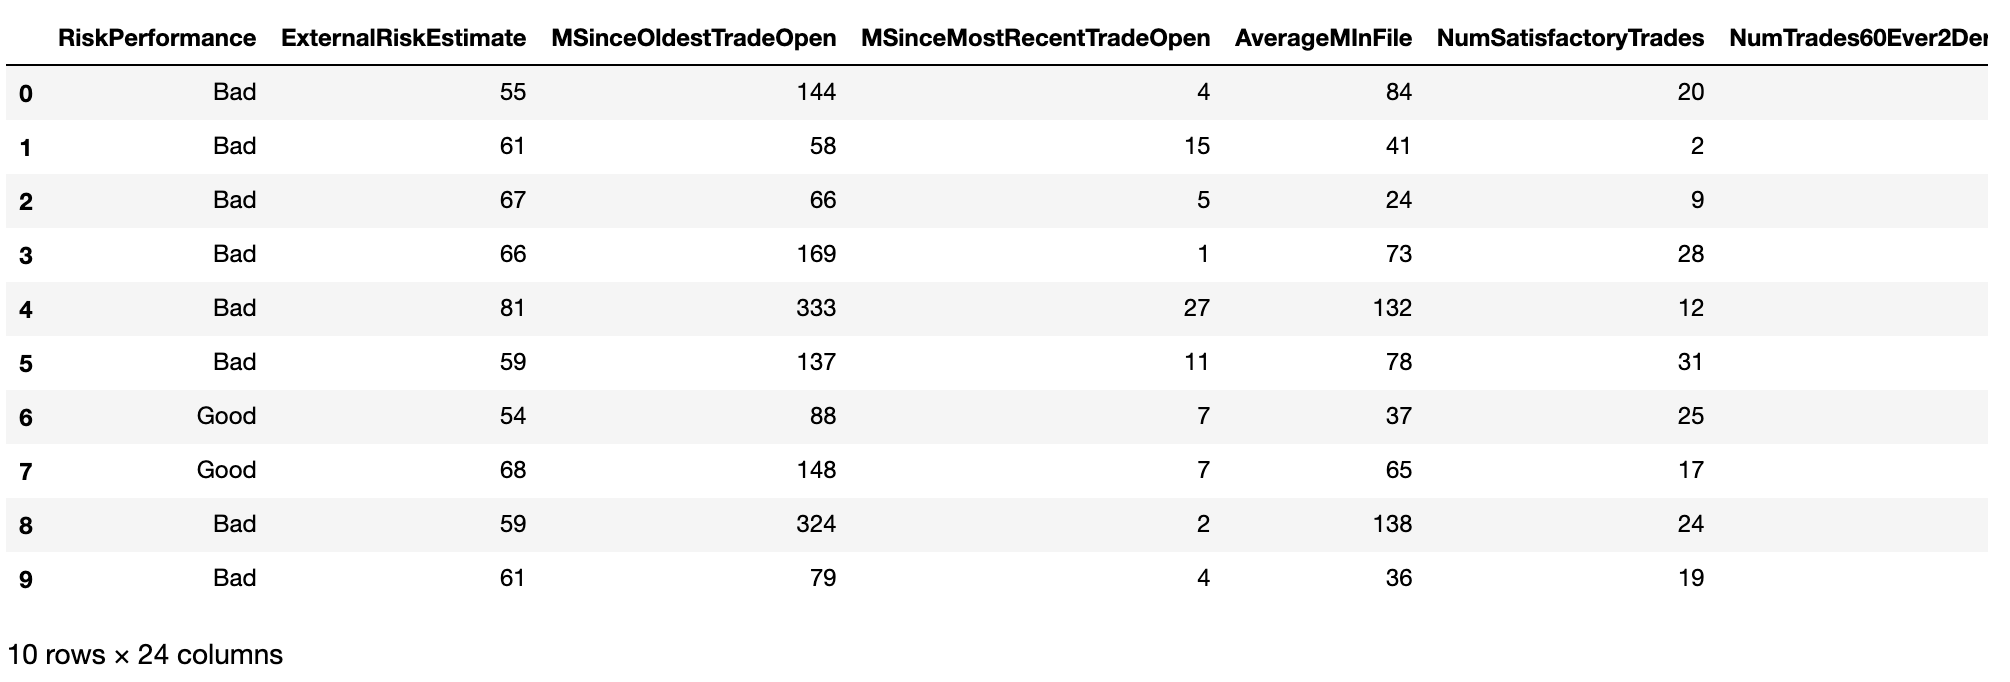 RiskPerformance ExternalRiskEstimate MSinceOldestTradeOpen MSinceMostRecentTradeOpen AverageMInFile NumSatisfactoryTrades NumTrades60Ever2Der
0 Bad 55 144 4 84 20
1 Bad 61 58 15 41 2
2 Bad 67 66 5 24 9
3 Bad 66 169 1 73 28
4 Bad 81 333 27 132 12
5 Bad 59 137 11 78 31
6 Good 54 88 7 37 25
7 Good 68 148 7 65 17
8 Bad 59 324 2 138 24
9 Bad 61 79 4 36 19
10 rows × 24 columns